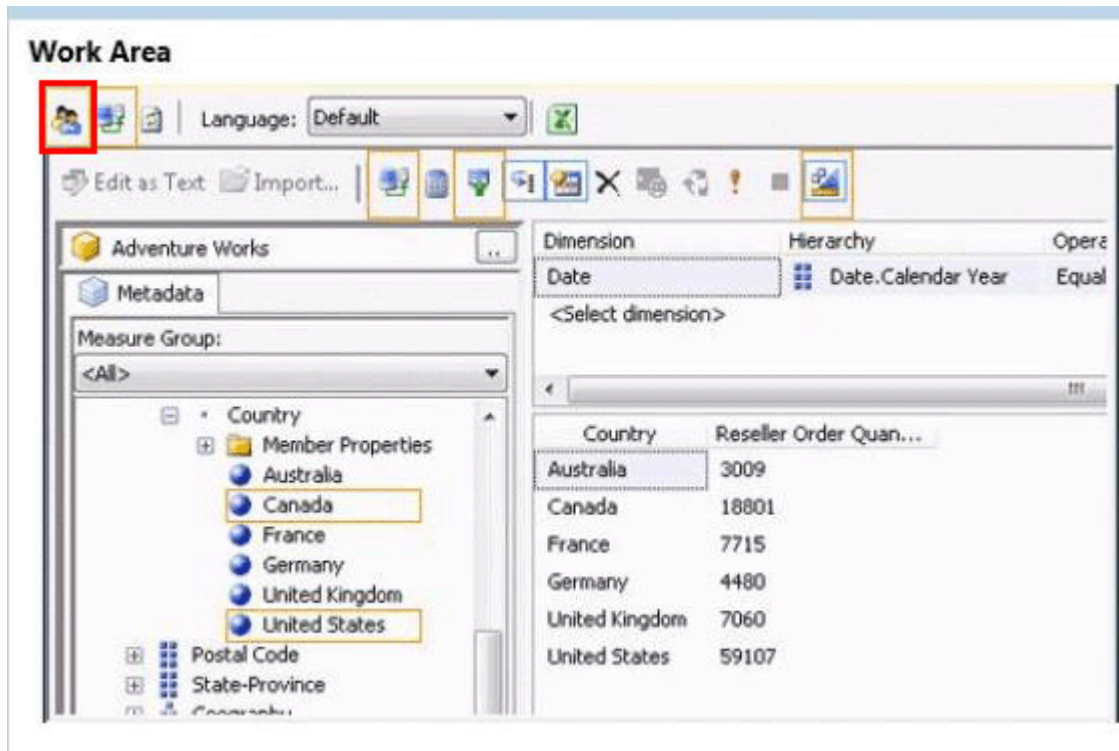 Work Area
Language: Default
Edit as Text Import...
Adventure Works ..
Metadata
Measure Group:
<All>
Country
Member Properties
Australia
Canada
France
Germany
United Kingdom
United States
Postal Code
State-Province
Dimension Hierarchy Opera
Date Date.Calendar Year Equal
<Select dimension>
Country Reseller Order Quan...
Australia 3009
Canada 18801
France 7715
Germany 4480
United Kingdom 7060
United States 59107